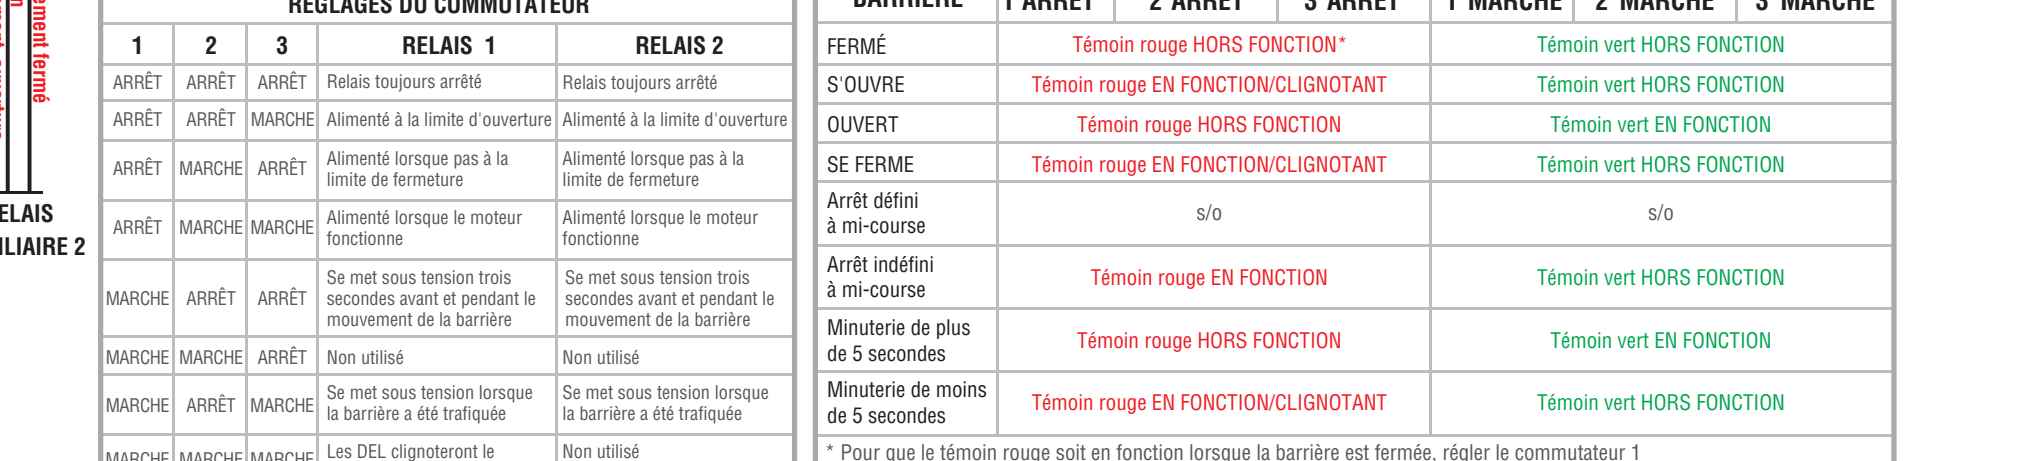 RÉGLAGES DU COMMUTATEUR
1 2 3 RELAIS 1 RELAIS 2
ARRÊT ARRÊT ARRÊT Relais toujours arrêté Relais toujours arrêté
ARRÊT ARRÊT MARCHE Alimenté à la limite d'ouverture Alimenté à la limite d'ouverture
ARRÊT MARCHE ARRÊT Alimenté lorsque pas à la Alimenté lorsque pas à la
limite de fermeture limite de fermeture
ARRÊT MARCHE MARCHE Alimenté lorsque le moteur Alimenté lorsque le moteur
fonctionne fonctionne
MARCHE ARRÊT ARRÊT Se met sous tension trois Se met sous tension trois
secondes avant et pendant le secondes avant et pendant le
mouvement de la barrière mouvement de la barrière
MARCHE MARCHE ARRÊT Non utilisé Non utilisé
MARCHE ARRÊT MARCHE Se met sous tension lorsque Se met sous tension lorsque
la barrière a été trafiquée la barrière a été trafiquée
MARCHE MARCHE MARCHE Les DEL clignoteront le Non utilisé
ement fermé
ELAIS
ILIAIRE 2
BARRIÈRE 1 ARRÊT 2 ARRÊT 3 ARRÊT 1 MARCHE 2 MARCHE 3 MARCHE
FERMÉ Témoin rouge HORS FONCTION* Témoin vert HORS FONCTION
S'OUVRE Témoin rouge EN FONCTION/CLIGNOTANT Témoin vert HORS FONCTION
OUVERT Témoin rouge HORS FONCTION Témoin vert EN FONCTION
SE FERME Témoin rouge EN FONCTION/CLIGNOTANT Témoin vert HORS FONCTION
Arrêt défini
à mi-course s/o s/o
Arrêt indéfini
à mi-course Témoin rouge EN FONCTION Témoin vert HORS FONCTION
Minuterie de plus
de 5 secondes Témoin rouge HORS FONCTION Témoin vert EN FONCTION
Minuterie de moins
de 5 secondes Témoin rouge EN FONCTION/CLIGNOTANT Témoin vert HORS FONCTION
* Pour que le témoin rouge soit en fonction lorsque la barrière est fermée, régler le commutateur 1